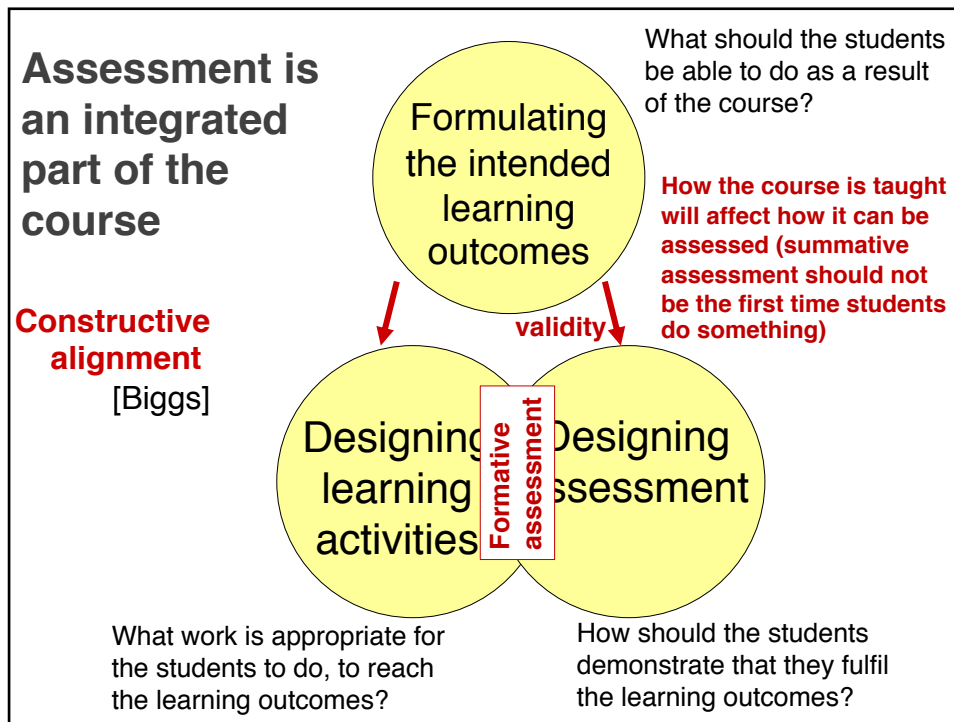 Assessment is
an integrated
part of the
course
What should the students
be able to do as a result
of the course?
Formulating
the intended
learning
outcomes
How the course is taught
will affect how it can be
assessed (summative
assessment should not
be the first time students
do something)
Constructive
alignment
[Biggs]
validity
Designing
learning
activities
Formative
assessment
Designing
ssessment
What work is appropriate for
the students to do, to reach
the learning outcomes?
How should the students
demonstrate that they fulfil
the learning outcomes?